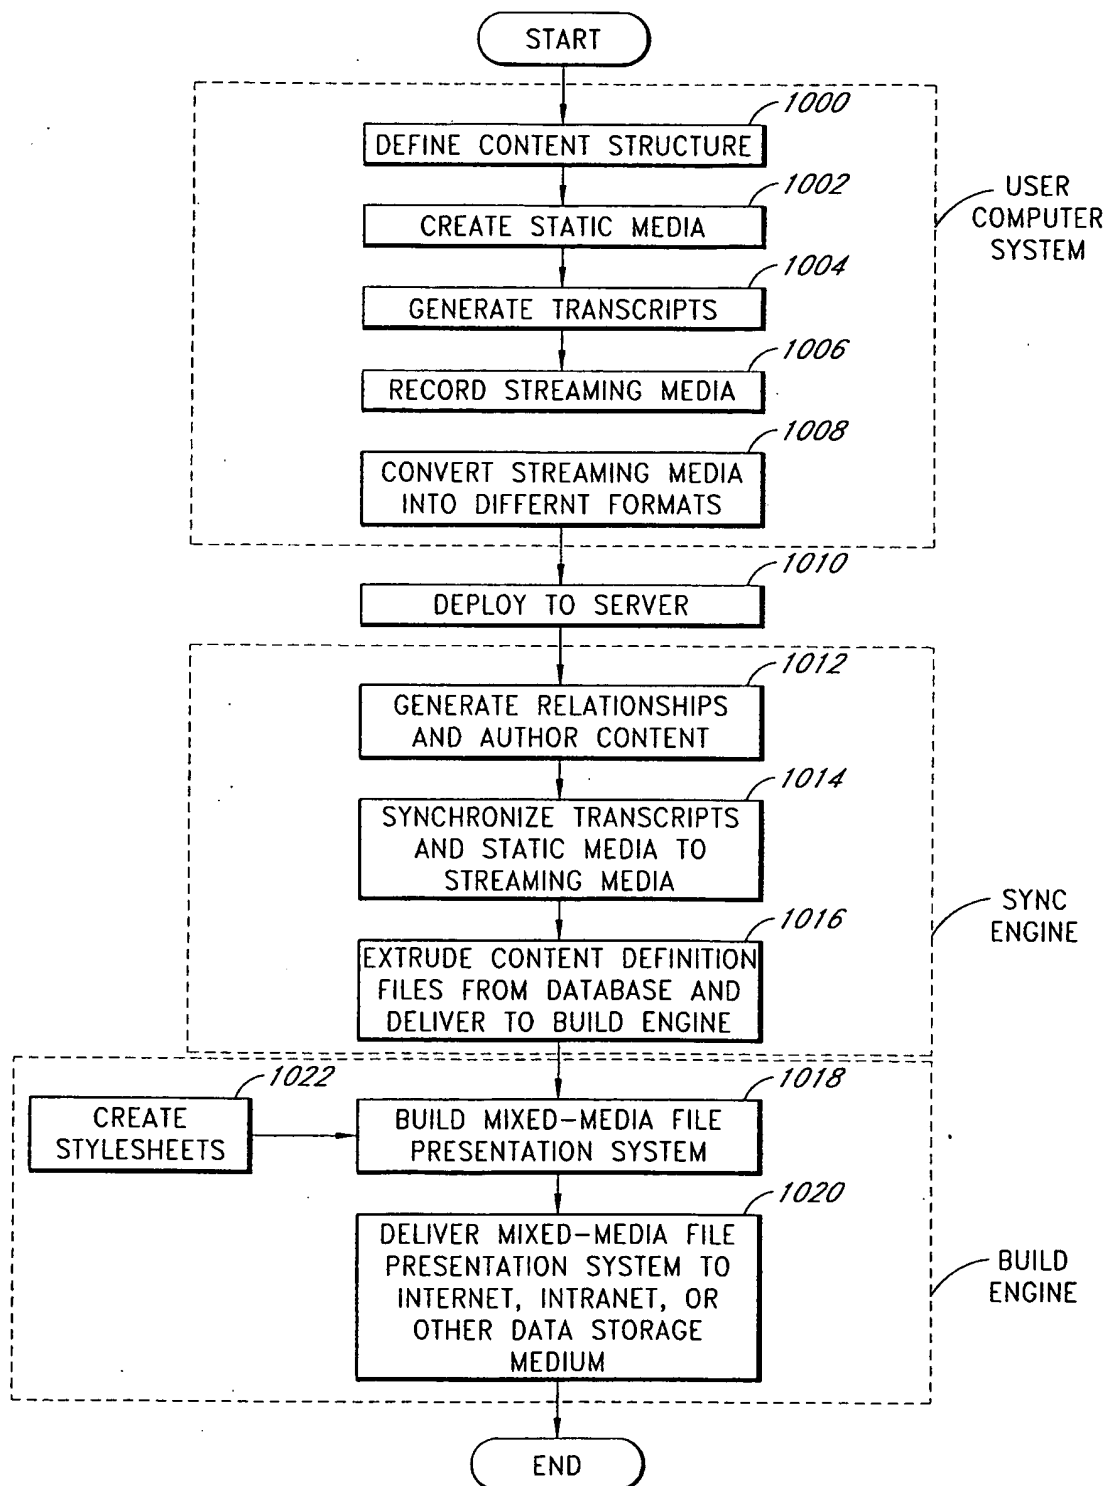 START
1000
DEFINE CONTENT STRUCTURE
1002
CREATE STATIC MEDIA
USER
COMPUTER
SYSTEM
1004
GENERATE TRANSCRIPTS
1006
RECORD STREAMING MEDIA
1008
CONVERT STREAMING MEDIA
INTO DIFFERNT FORMATS
1010
DEPLOY TO SERVER
1012
GENERATE RELATIONSHIPS
AND AUTHOR CONTENT
1014
SYNCHRONIZE TRANSCRIPTS
AND STATIC MEDIA TO
STREAMING MEDIA
SYNC
ENGINE
1016
EXTRUDE CONTENT DEFINITION
FILES FROM DATABASE AND
DELIVER TO BUILD ENGINE
1022
CREATE
STYLESHEETS
1018
BUILD MIXED-MEDIA FILE
PRESENTATION SYSTEM
1020
DELIVER MIXED-MEDIA FILE
PRESENTATION SYSTEM TO
INTERNET, INTRANET, OR
OTHER DATA STORAGE
MEDIUM
BUILD
ENGINE
END